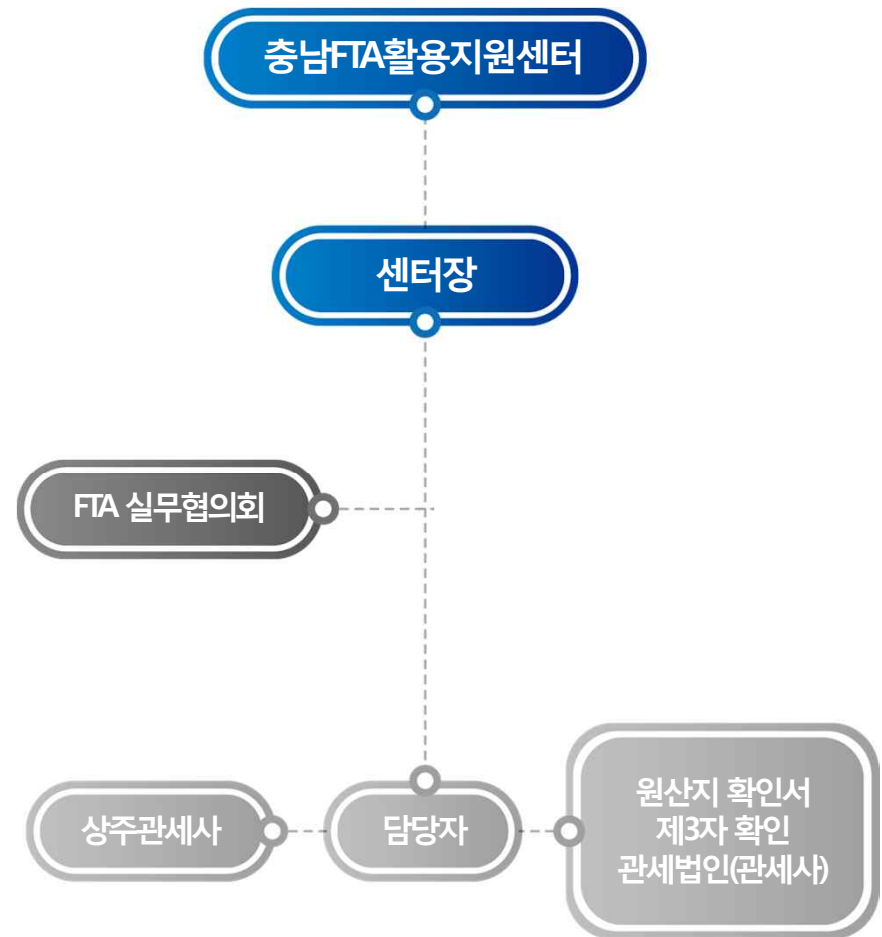 충남FTA활용지원센터
센터장
FTA 실무협의회
상주관세사
담당자
원산지 확인서
제3자 확인
관세법인(관세사)